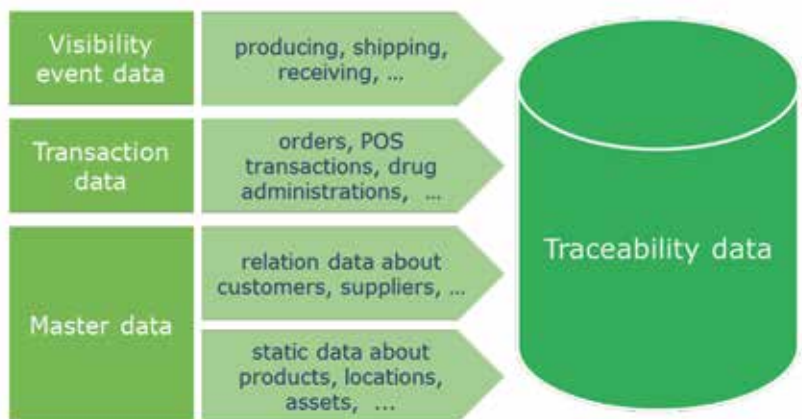 Visibility
event data
producing, shipping,
receiving, ...
Transaction
data
orders, POS
transactions, drug
administrations, ...
Master data
relation data about
customers, suppliers, ...
static data about
products, locations,
assets, ...
Traceability data